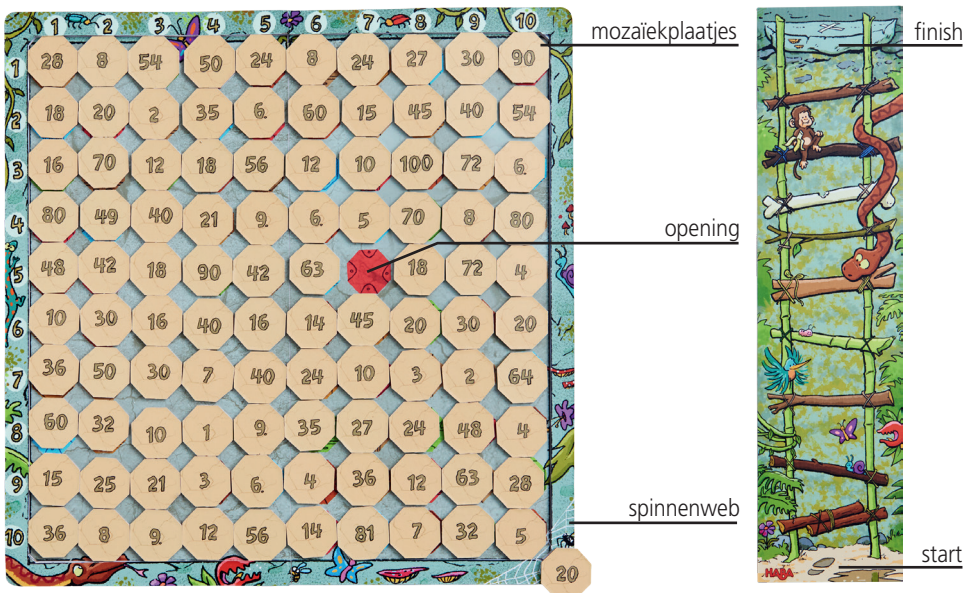 1 2 3 4 5 6 7 8 9 10
1 28 8 54 50 24 8 24 27 30 90
2 18 20 2 35 6. 60 15 45 40 54
3 16 70 12 18 56 12 10 100 72 6.
4 80 49 40 21 9. 6. 5 70 8 80
5 48 42 18 90 42 63 18 72 4
6 10 30 16 40 16 14 45 20 30 20
7 36 50 30 7 40 24 10 3 2 64
8 60 32 10 1 9. 35 27 24 48 4
9 15 25 21 3 6. 4 36 12 63 28
10 36 8 9. 12 56 14 81 7 32 5
20
mozaïekplaatjes
opening
spinnenweb
finish
start
HABA